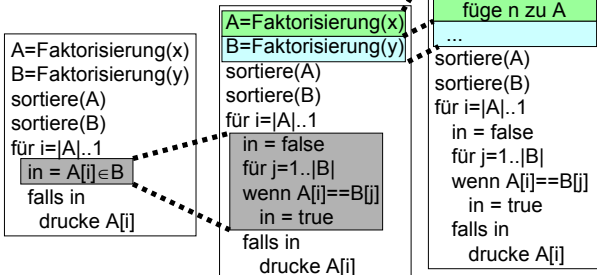 A=Faktorisierung(x)
B=Faktorisierung(y)
sortiere(A)
sortiere(B)
für i=|A|..1
in = A[i]∈B
falls in
drucke A[i]
A=Faktorisierung(x)
B=Faktorisierung(y)
sortiere(A)
sortiere(B)
für i=|A|..1
in = false
für j=1..|B|
wenn A[i]==B[j]
in = true
falls in
drucke A[i]
füge n zu A
...
sortiere(A)
sortiere(B)
für i=|A|..1
in = false
für j=1..|B|
wenn A[i]==B[j]
in = true
falls in
drucke A[i]